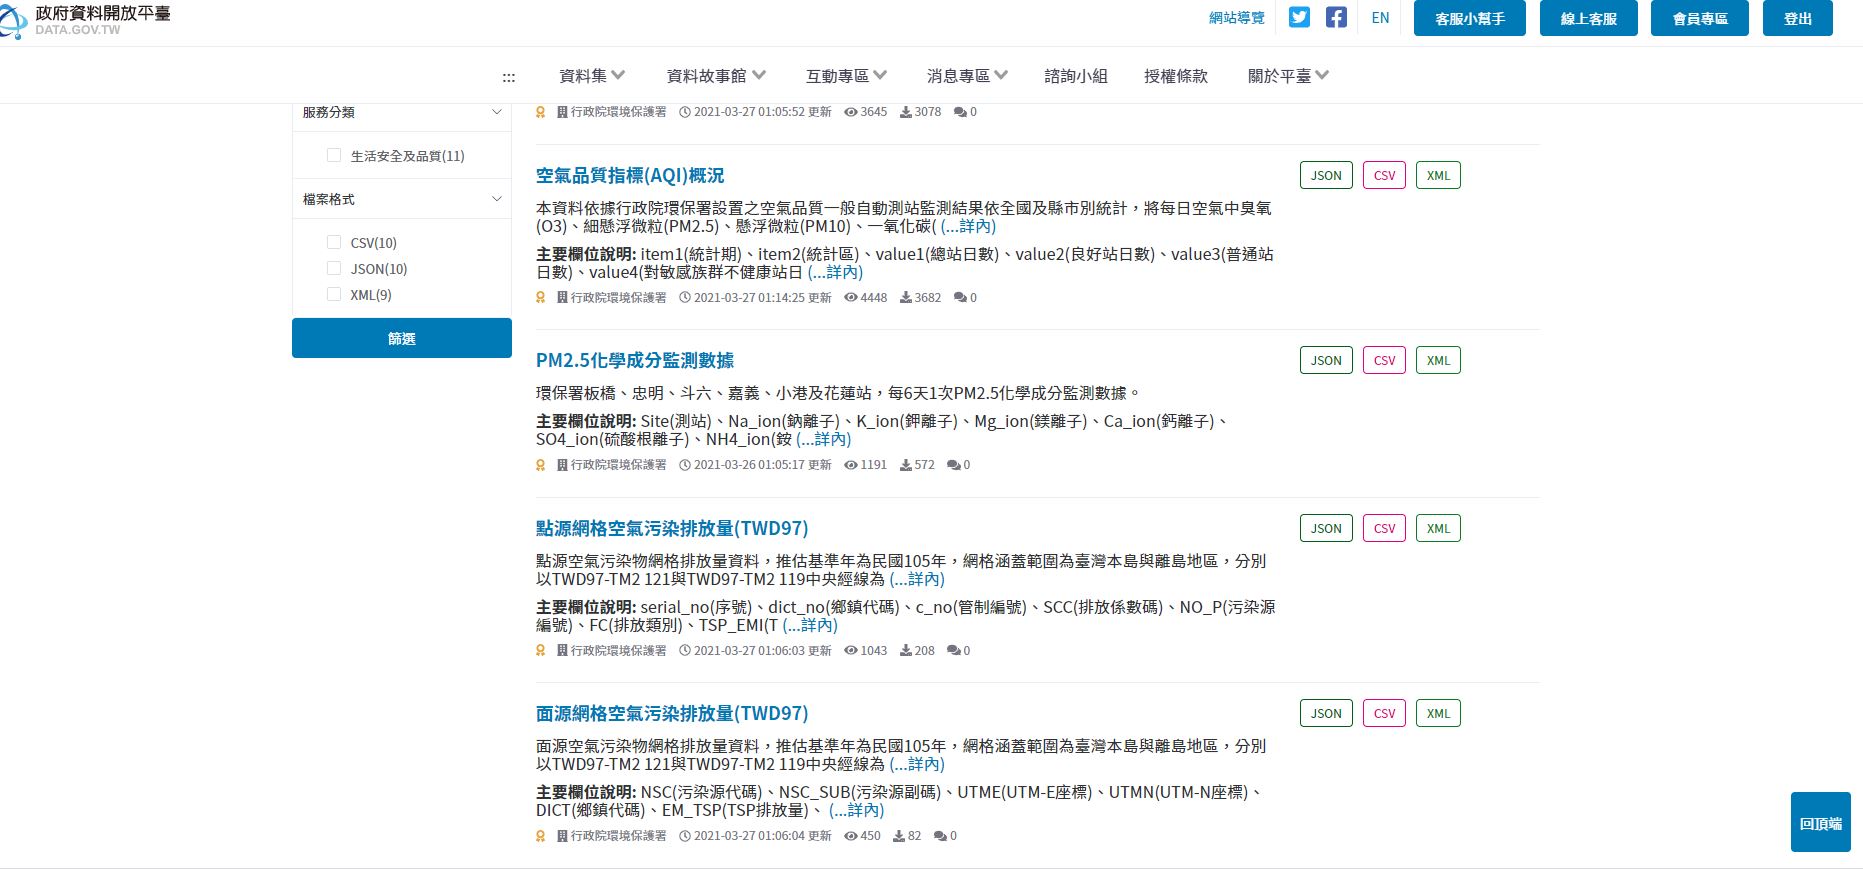 政府資料開放平臺
DATA.GOV.TW
網站導覽
EN
客服小幫手
線上客服
會員專區
登出
:::
資料集
資料故事館
互動專區
消息專區
諮詢小組
授權條款
關於平臺
服務分類
生活安全及品質(11)
檔案格式
CSV(10)
JSON(10)
XML(9)
篩選
行政院環境保護署 2021-03-27 01:05:52 更新 3645 3078 0
空氣品質指標(AQI)概況
JSON CSV XML
本資料依據行政院環保署設置之空氣品質一般自動測站監測結果依全國及縣市別統計，將每日空氣中臭氧
(O3)、細懸浮微粒(PM2.5)、懸浮微粒(PM10)、一氧化碳( (...詳內)
主要欄位說明: item1(統計期)、item2(統計區)、value1(總站日數)、value2(良好站日數)、value3(普通站
日數)、value4(對敏感族群不健康站日 (...詳內)
行政院環境保護署 2021-03-27 01:14:25 更新 4448 3682 0
PM2.5化學成分監測數據
JSON CSV XML
環保署板橋、忠明、斗六、嘉義、小港及花蓮站，每6天1次PM2.5化學成分監測數據。
主要欄位說明: Site(測站)、Na_ion(鈉離子)、K_ion(鉀離子)、Mg_ion(鎂離子)、Ca_ion(鈣離子)、
SO4_ion(硫酸根離子)、NH4_ion(銨 (...詳內)
行政院環境保護署 2021-03-26 01:05:17 更新 1191 572 0
點源網格空氣污染排放量(TWD97)
JSON CSV XML
點源空氣污染物網格排放量資料，推估基準年為民國105年，網格涵蓋範圍為臺灣本島與離島地區，分別
以TWD97-TM2 121與TWD97-TM2 119中央經線為 (...詳內)
主要欄位說明: serial_no(序號)、dict_no(鄉鎮代碼)、c_no(管制編號)、SCC(排放係數碼)、NO_P(污染源
編號)、FC(排放類別)、TSP_EMI(T (...詳內)
行政院環境保護署 2021-03-27 01:06:03 更新 1043 208 0
面源網格空氣污染排放量(TWD97)
JSON CSV XML
面源空氣污染物網格排放量資料，推估基準年為民國105年，網格涵蓋範圍為臺灣本島與離島地區，分別
以TWD97-TM2 121與TWD97-TM2 119中央經線為 (...詳內)
主要欄位說明: NSC(污染源代碼)、NSC_SUB(污染源副碼)、UTME(UTM-E座標)、UTMN(UTM-N座標)、
DICT(鄉鎮代碼)、EM_TSP(TSP排放量)、 (...詳內)
行政院環境保護署 2021-03-27 01:06:04 更新 450 82 0
回頂端